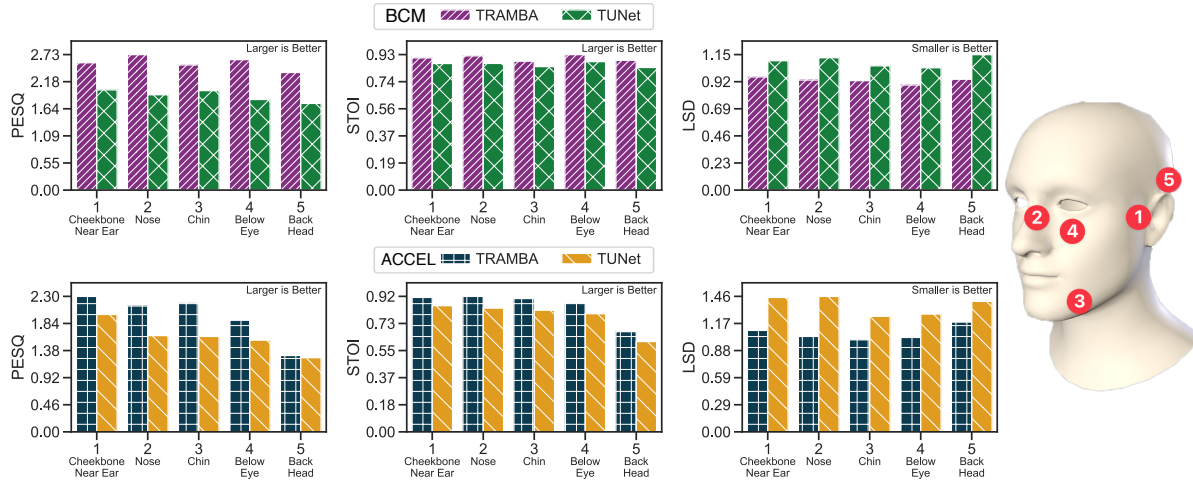 BCM TRAMBA TUNet
Larger is Better
PESQ
2.73
2.18
1.64
1.09
0.55
0.00
1 2 3 4 5
Cheekbone Near Ear Nose Chin Below Eye Back Head
Larger is Better
STOI
0.93
0.74
0.56
0.37
0.19
0.00
1 2 3 4 5
Cheekbone Near Ear Nose Chin Below Eye Back Head
Smaller is Better
LSD
1.15
0.92
0.69
0.46
0.23
0.00
1 2 3 4 5
Cheekbone Near Ear Nose Chin Below Eye Back Head
ACCEL TRAMBA TUNet
Larger is Better
PESQ
2.30
1.84
1.38
0.92
0.46
0.00
1 2 3 4 5
Cheekbone Near Ear Nose Chin Below Eye Back Head
Larger is Better
STOI
0.92
0.73
0.55
0.37
0.18
0.00
1 2 3 4 5
Cheekbone Near Ear Nose Chin Below Eye Back Head
Smaller is Better
LSD
1.46
1.17
0.88
0.59
0.29
0.00
1 2 3 4 5
Cheekbone Near Ear Nose Chin Below Eye Back Head
5
2
1
4
3